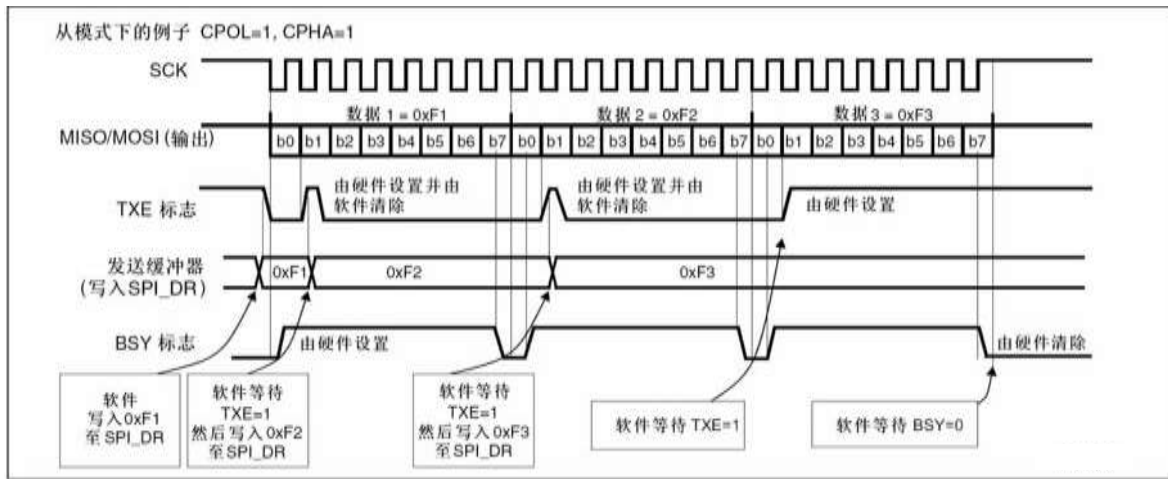 从模式下的例子 CPOL=1, CPHA=1
SCK
数据 1 = 0xF1
数据 2 = 0xF2
数据 3 = 0xF3
MISO/MOSI (输出)
b0 b1 b2 b3 b4 b5 b6 b7 b0 b1 b2 b3 b4 b5 b6 b7 b0 b1 b2 b3 b4 b5 b6 b7
TXE 标志
由硬件设置并由
软件清除
由硬件设置并由
软件清除
由硬件设置
发送缓冲器
(写入SPI_DR)
0xF1
0xF2
0xF3
BSY 标志
由硬件设置
由硬件清除
软件
写入0xF1
至SPI_DR
软件等待
TXE=1
然后写入0xF2
至SPI_DR
软件等待
TXE=1
然后写入0xF3
至SPI_DR
软件等待 TXE=1
软件等待 BSY=0